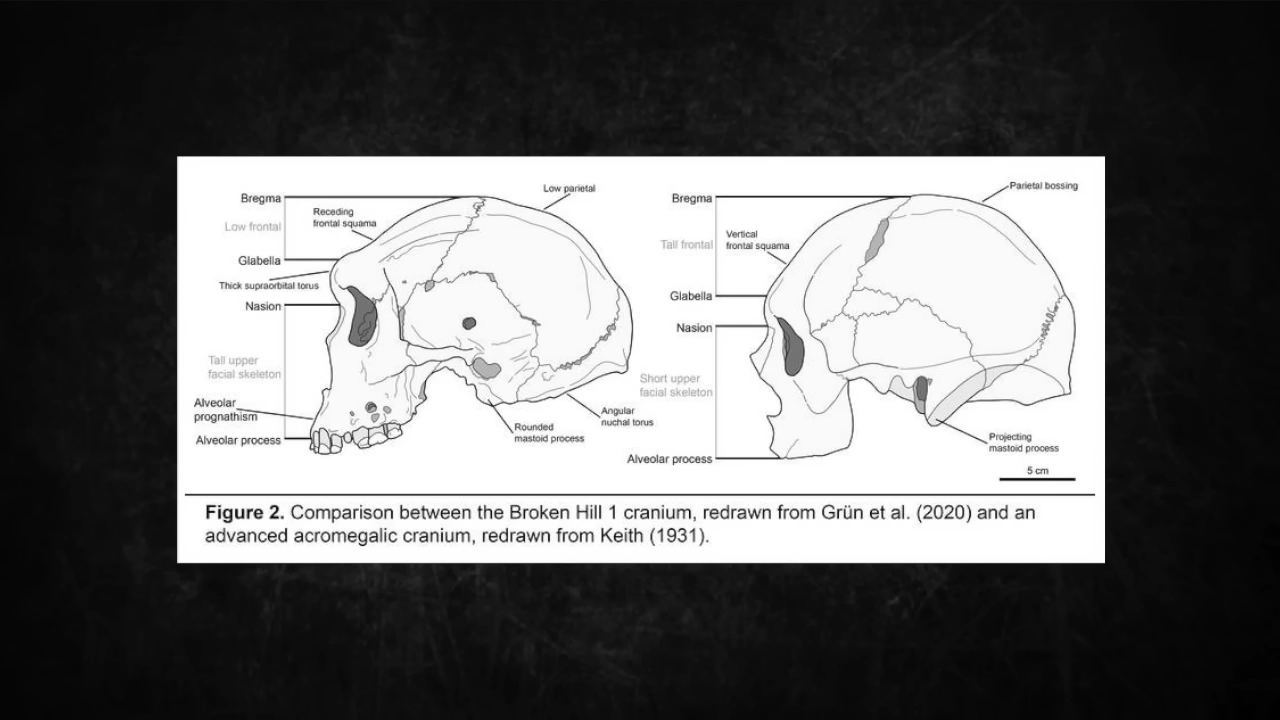 Bregma
Low frontal
Receding
frontal squama
Low parietal
Glabella
Thick supraorbital torus
Nasion
Tall upper
facial skeleton
Alveolar
prognathism
Alveolar process
Rounded
mastoid process
Angular
nuchal torus
Bregma
Tall frontal
Vertical
frontal squama
Parietal bossing
Glabella
Nasion
Short upper
facial skeleton
Alveolar process
Projecting
mastoid process
5 cm
Figure 2. Comparison between the Broken Hill 1 cranium, redrawn from Grün et al. (2020) and an
advanced acromegalic cranium, redrawn from Keith (1931).